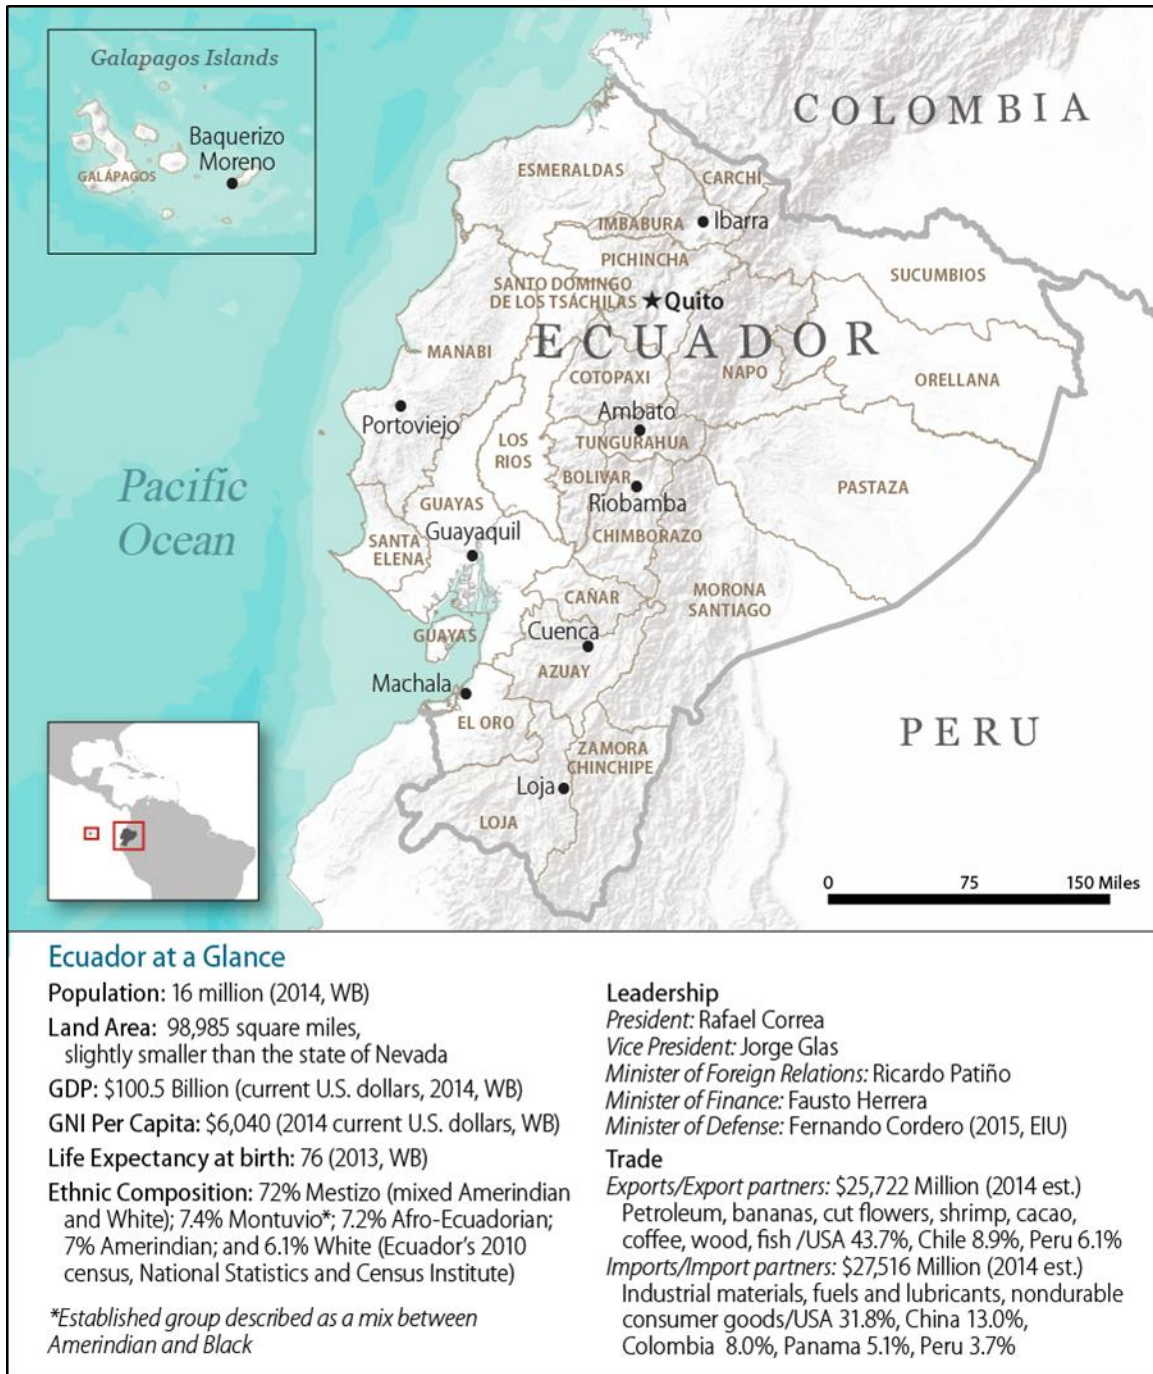 Galapagos Islands
Baquerizo
Moreno
GALÁPAGOS
COLOMBIA
ESMERALDAS
CARCHI
IMBABURA
Ibarra
PICHINCHA
SUCUMBIOS
SANTO DOMINGO
DE LOS TSÁCHILAS
Quito
ECUADOR
MANABI
COTOPAXI
NAPO
ORELLANA
Ambato
Portoviejo
TUNGURAHUA
LOS
RIOS
BOLIVAR
PASTAZA
Pacific
Ocean
Riobamba
GUAYAS
Guayaquil
CHIMBORAZO
SANTA
ELENA
MORONA
SANTIAGO
CAÑAR
GUAYAS
Cuenca
AZUAY
Machala
EL ORO
PERU
ZAMORA
CHINCHIPE
Loja
LOJA
0 75 150 Miles
Ecuador at a Glance
Population: 16 million (2014, WB)
Land Area: 98,985 square miles,
slightly smaller than the state of Nevada
GDP: $100.5 Billion (current U.S. dollars, 2014, WB)
GNI Per Capita: $6,040 (2014 current U.S. dollars, WB)
Life Expectancy at birth: 76 (2013, WB)
Ethnic Composition: 72% Mestizo (mixed Amerindian
and White); 7.4% Montuvio*; 7.2% Afro-Ecuadorian;
7% Amerindian; and 6.1% White (Ecuador's 2010
census, National Statistics and Census Institute)
*Established group described as a mix between
Amerindian and Black
Leadership
President: Rafael Correa
Vice President: Jorge Glas
Minister of Foreign Relations: Ricardo Patiño
Minister of Finance: Fausto Herrera
Minister of Defense: Fernando Cordero (2015, EIU)
Trade
Exports/Export partners: $25,722 Million (2014 est.)
Petroleum, bananas, cut flowers, shrimp, cacao,
coffee, wood, fish /USA 43.7%, Chile 8.9%, Peru 6.1%
Imports/Import partners: $27,516 Million (2014 est.)
Industrial materials, fuels and lubricants, nondurable
consumer goods/USA 31.8%, China 13.0%,
Colombia 8.0%, Panama 5.1%, Peru 3.7%